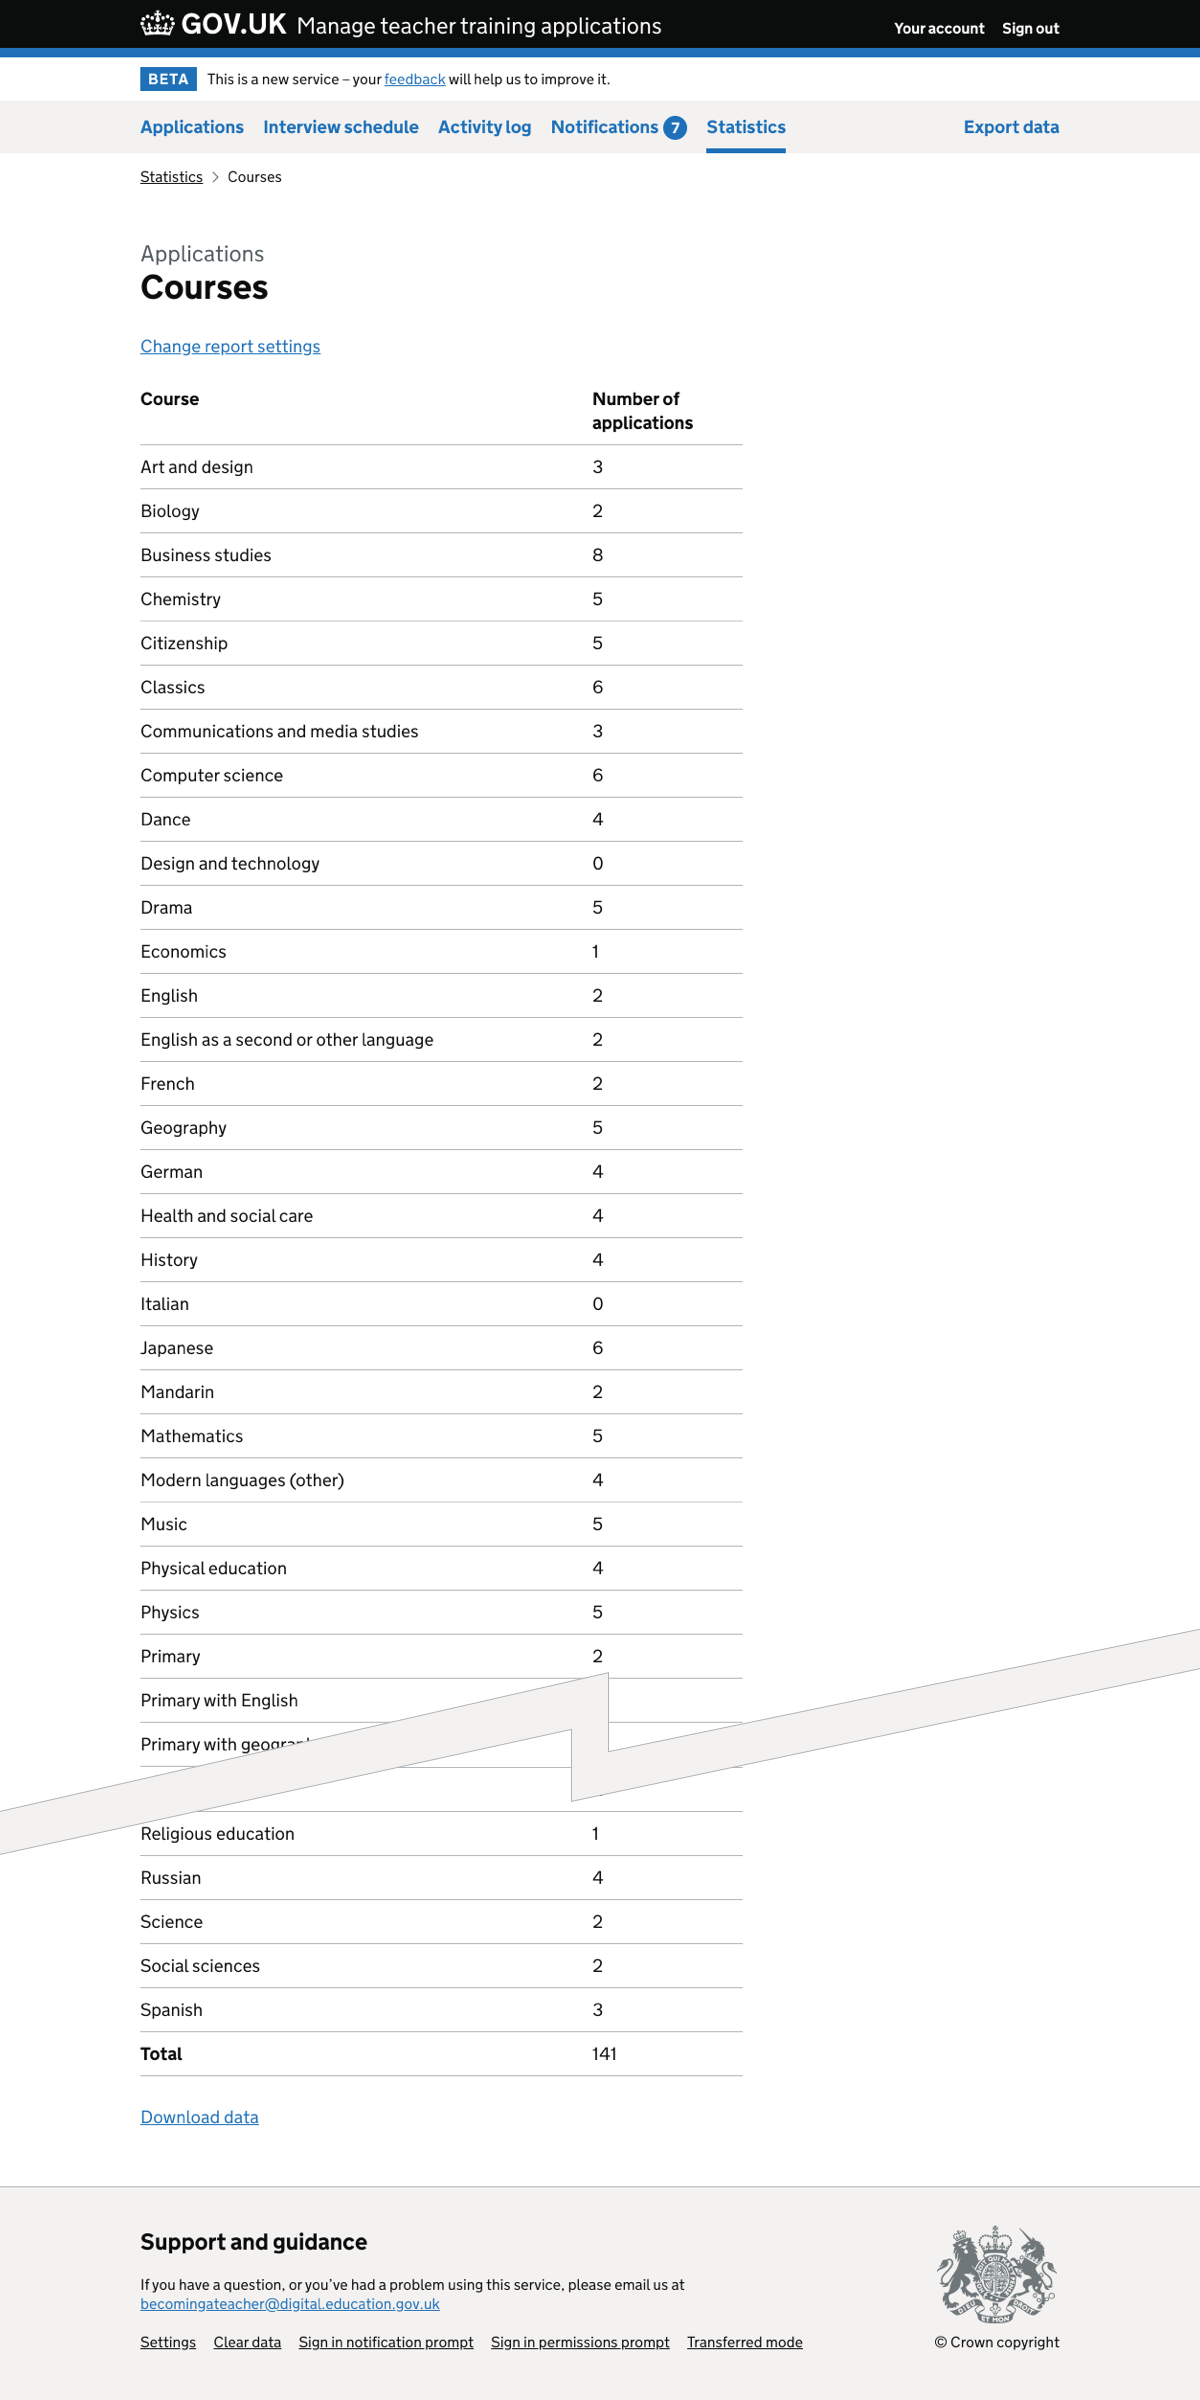 GOV.UK Manage teacher training applications Your account Sign out
BETA This is a new service – your feedback will help us to improve it.
Applications Interview schedule Activity log Notifications 7 Statistics Export data
Statistics > Courses
Applications
Courses
Change report settings
Course Number of
applications
Art and design 3
Biology 2
Business studies 8
Chemistry 5
Citizenship 5
Classics 6
Communications and media studies 3
Computer science 6
Dance 4
Design and technology 0
Drama 5
Economics 1
English 2
English as a second or other language 2
French 2
Geography 5
German 4
Health and social care 4
History 4
Italian 0
Japanese 6
Mandarin 2
Mathematics 5
Modern languages (other) 4
Music 5
Physical education 4
Physics 5
Primary 2
Primary with English
Primary with
Religious education 1
Russian 4
Science 2
Social sciences 2
Spanish 3
Total 141
Download data
Support and guidance
If you have a question, or you’ve had a problem using this service, please email us at
becomingateacher@digital.education.gov.uk
Settings Clear data Sign in notification prompt Sign in permissions prompt Transferred mode
© Crown copyright